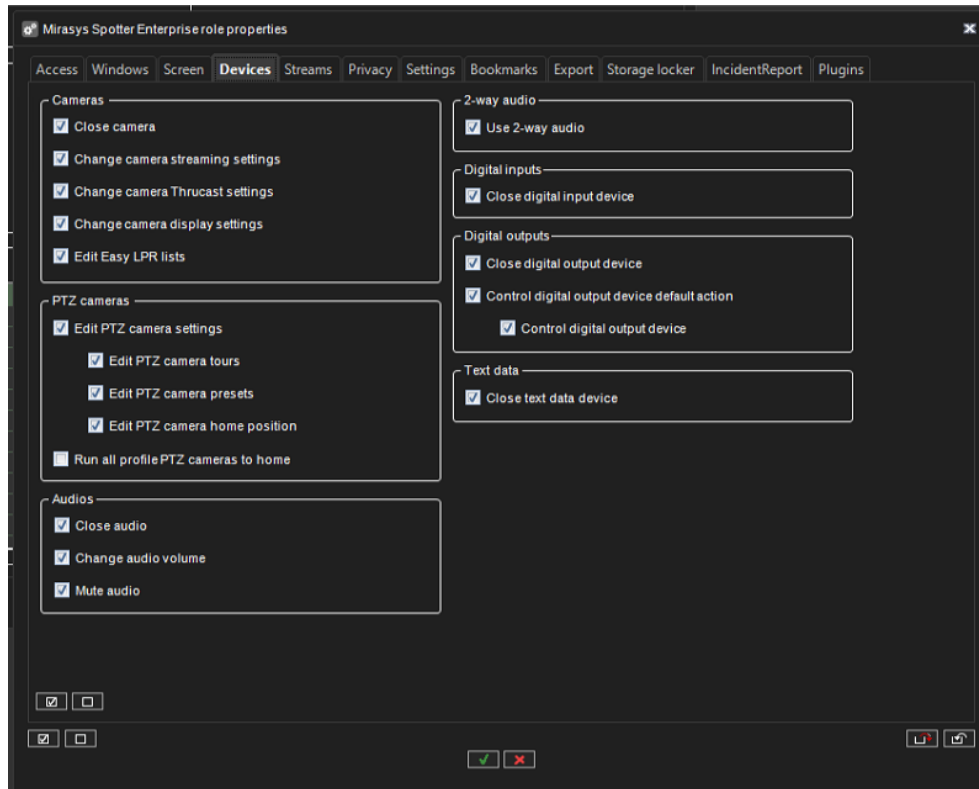 Mirasys Spotter Enterprise role properties
Access Windows Screen Devices Streams Privacy Settings Bookmarks Export Storage locker IncidentReport Plugins
Cameras
Close camera
Change camera streaming settings
Change camera Thrucast settings
Change camera display settings
Edit Easy LPR lists
PTZ cameras
Edit PTZ camera settings
Edit PTZ camera tours
Edit PTZ camera presets
Edit PTZ camera home position
Run all profile PTZ cameras to home
Audios
Close audio
Change audio volume
Mute audio
2-way audio
Use 2-way audio
Digital inputs
Close digital input device
Digital outputs
Close digital output device
Control digital output device default action
Control digital output device
Text data
Close text data device